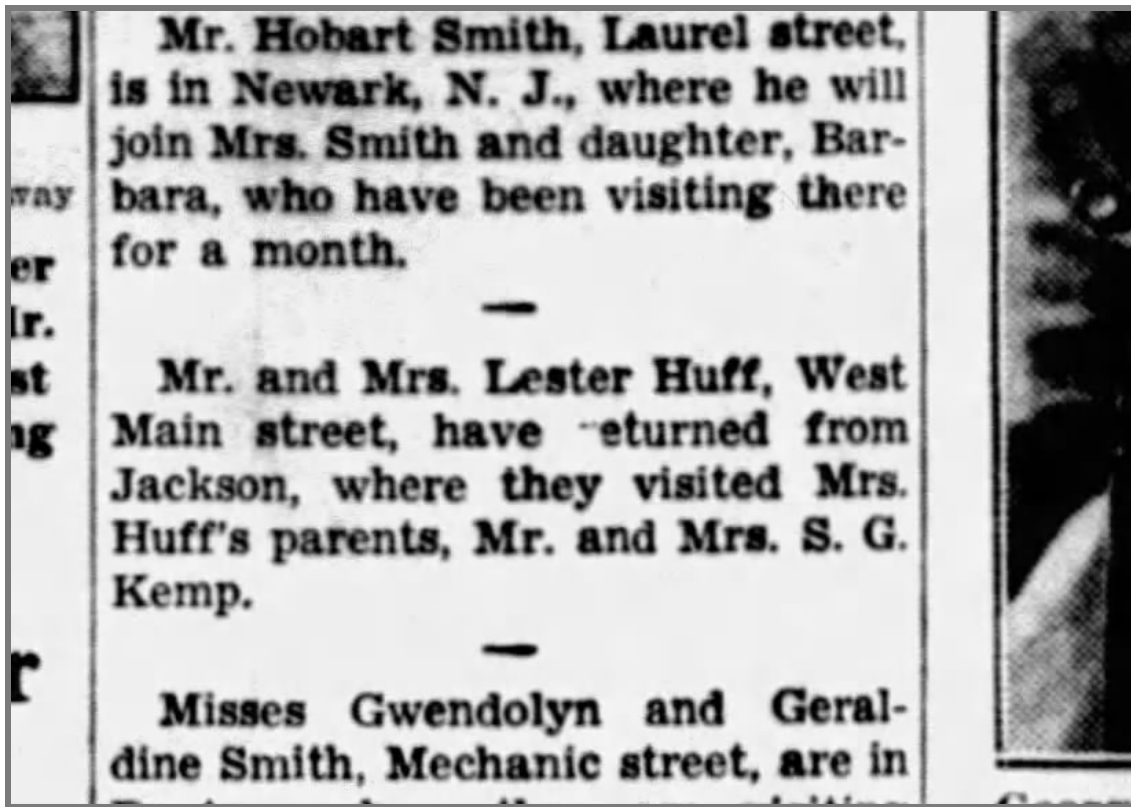 Mr. Hobart Smith, Laurel street,
is in Newark, N. J., where he will
join Mrs. Smith and daughter, Bar-
bara, who have been visiting there
for a month.
Mr. and Mrs. Lester Huff, West
Main street, have eturned from
Jackson, where they visited Mrs.
Huff's parents, Mr. and Mrs. S. G.
Kemp.
Misses Gwendolyn and Geral-
dine Smith, Mechanic street, are in
way
er
st
r